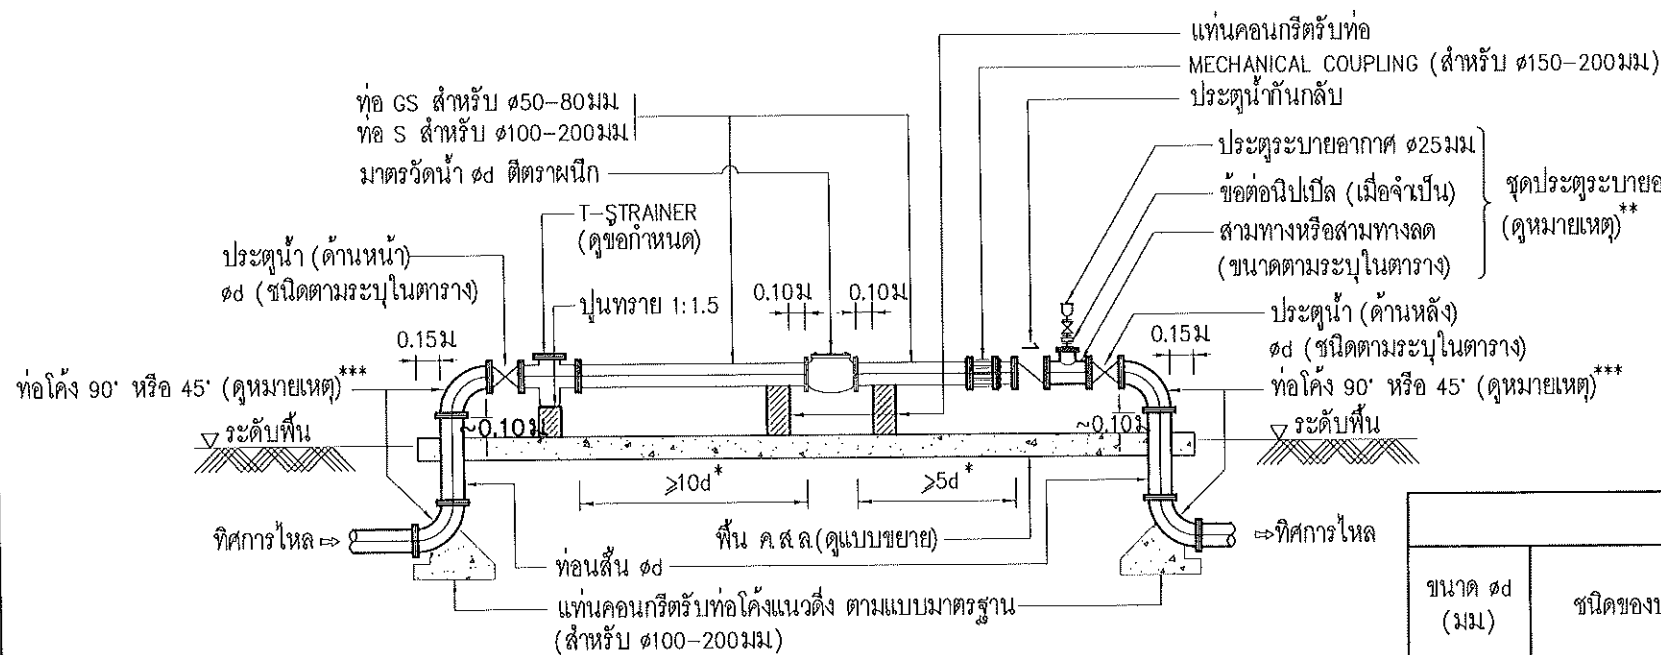 แท่นคอนกรีตรับท่อ
MECHANICAL COUPLING (สำหรับ ø150-200มม.)
ประตูน้ำกันกลับ
ท่อ GS สำหรับ ø50-80มม.
ท่อ S สำหรับ ø100-200มม.
มาตรวัดน้ำ ød ตีตราผนึก
ประตูระบายอากาศ ø25มม.
ข้อต่อนิปเปิล (เมื่อจำเป็น)
สามทางหรือสามทางลด
(ขนาดตามระบุในตาราง)
ชุดประตูระบายอ
(ดูหมายเหตุ)**
T-STRAINER
(ดูข้อกำหนด)
ประตูน้ำ (ด้านหน้า)
ød (ชนิดตามระบุในตาราง)
ปูนทราย 1:1.5
0.10ม.
0.10ม.
ประตูน้ำ (ด้านหลัง)
ød (ชนิดตามระบุในตาราง)
0.15ม.
0.15ม.
ท่อโค้ง 90° หรือ 45° (ดูหมายเหตุ)***
ท่อโค้ง 90° หรือ 45° (ดูหมายเหตุ)***
~0.10ม.
~0.10ม.
ระดับพื้น
ระดับพื้น
≥10d*
≥5d*
ทิศการไหล ⇨
พื้น ค.ส.ล.(ดูแบบขยาย)
⇨ทิศการไหล
ท่อนสั้น ød
แท่นคอนกรีตรับท่อโค้งแนวดิ่ง ตามแบบมาตรฐาน
(สำหรับ ø100-200มม.)
ขนาด ød
(มม.)
ชนิดของบ